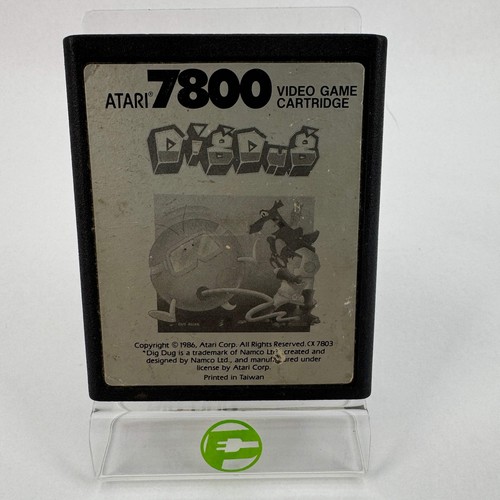 ATARI® 7800 VIDEO GAME
CARTRIDGE
DIG DUG
Copyright © 1986, Atari Corp. All Rights Reserved. CX 7803
"Dig Dug is a trademark of Namco Ltd., created and
designed by Namco Ltd., and manufactured under
license by Atari Corp.
Printed in Taiwan